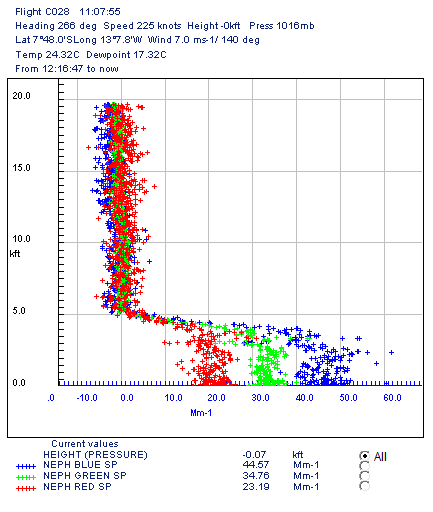 Flight C028 11:07:55
Heading 266 deg Speed 225 knots Height -0kft Press 1016mb
Lat 7°48.0'S Long 13°7.8'W Wind 7.0 ms-1/ 140 deg
Temp 24.32C Dewpoint 17.32C
From 12:16:47 to now
20.0
15.0
10.0
kft
5.0
0.0
.0 -10.0 0.0 10.0 20.0 30.0 40.0 50.0 60.0
Mm-1
Current values
HEIGHT (PRESSURE) -0.07 kft All
NEPH BLUE SP 44.57 Mm-1
NEPH GREEN SP 34.76 Mm-1
NEPH RED SP 23.19 Mm-1